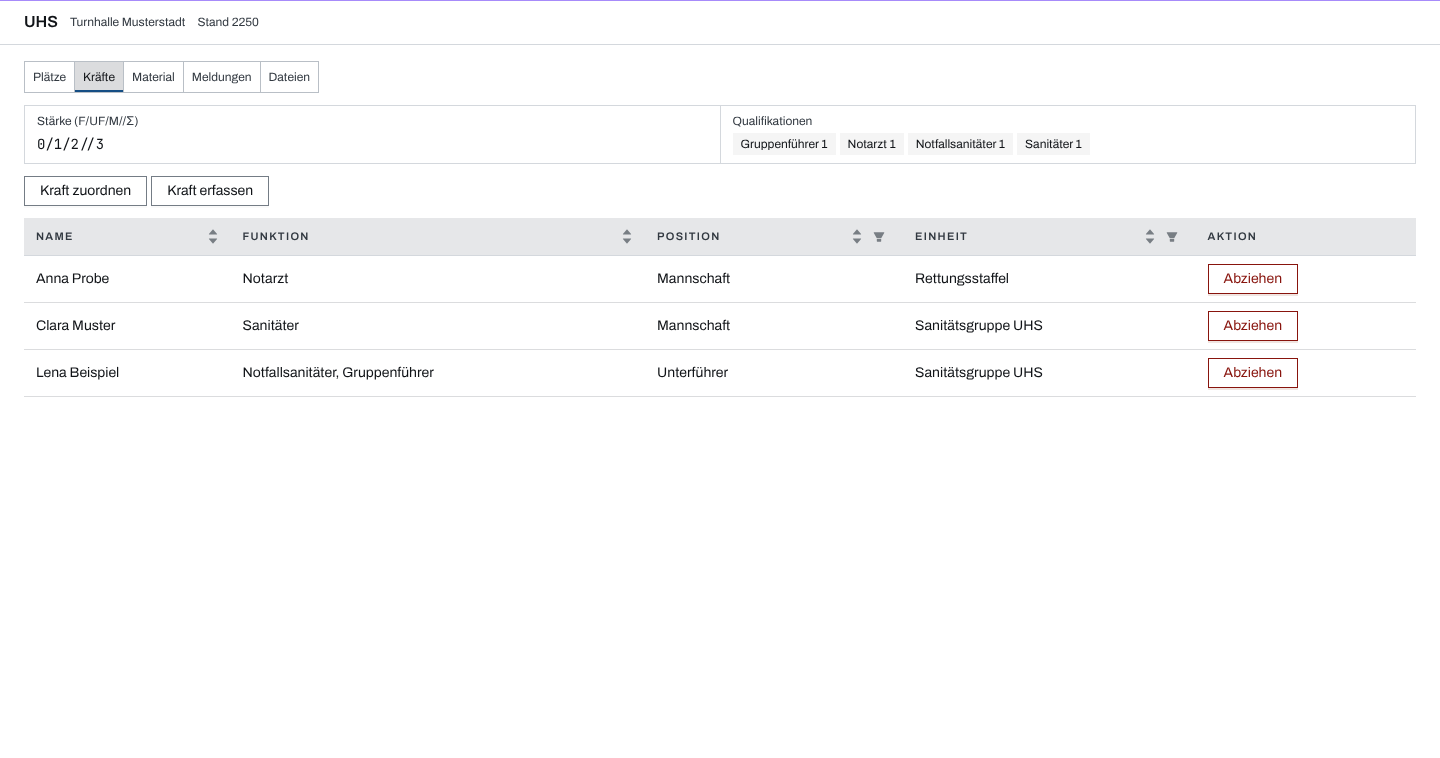 UHS Turnhalle Musterstadt Stand 2250
Plätze Kräfte Material Meldungen Dateien
Stärke (F/UF/M//Σ)
0/1/2//3
Qualifikationen
Gruppenführer 1 Notarzt 1 Notfallsanitäter 1 Sanitäter 1
Kraft zuordnen Kraft erfassen
NAME FUNKTION POSITION EINHEIT AKTION
Anna Probe Notarzt Mannschaft Rettungsstaffel Abziehen
Clara Muster Sanitäter Mannschaft Sanitätsgruppe UHS Abziehen
Lena Beispiel Notfallsanitäter, Gruppenführer Unterführer Sanitätsgruppe UHS Abziehen